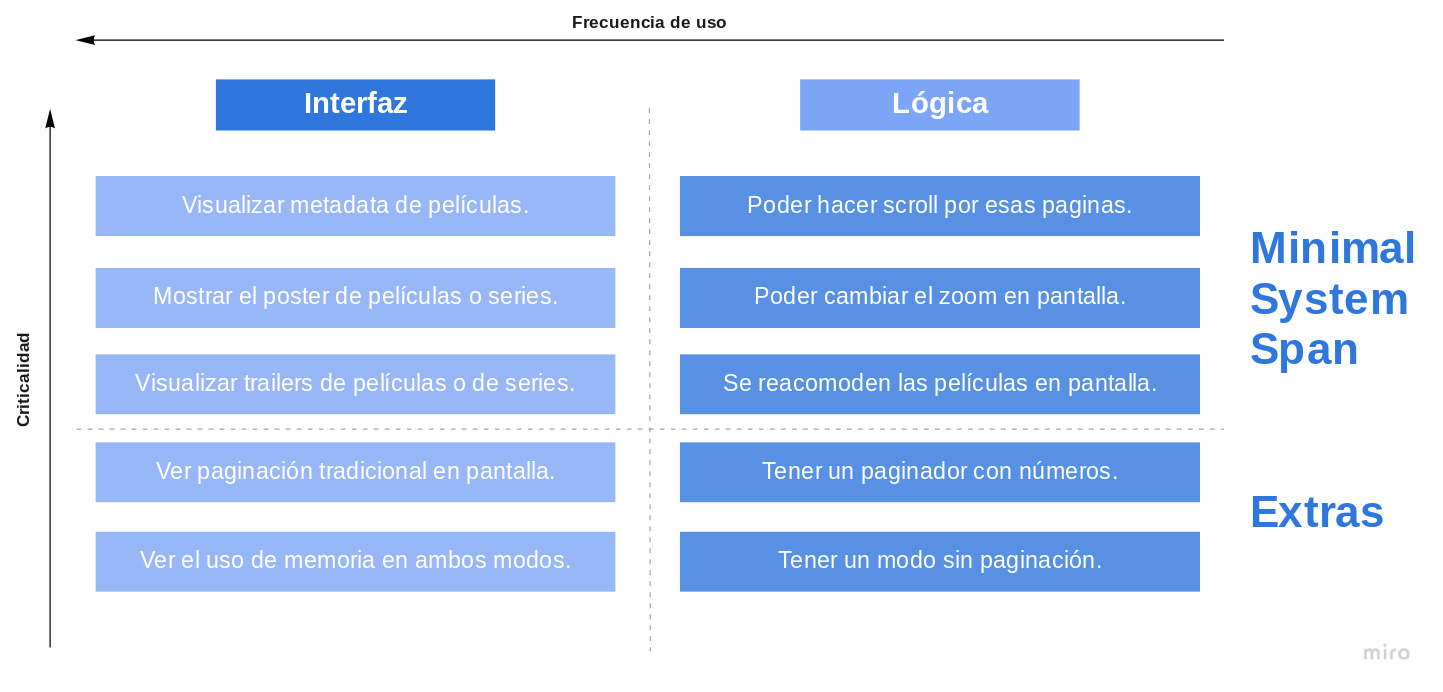 Frecuencia de uso
Interfaz
Lógica
Visualizar metadata de películas.
Poder hacer scroll por esas paginas.
Mostrar el poster de películas o series.
Poder cambiar el zoom en pantalla.
Visualizar trailers de películas o de series.
Se reacomoden las películas en pantalla.
Minimal
System
Span
Criticalidad
Ver paginación tradicional en pantalla.
Tener un paginador con números.
Ver el uso de memoria en ambos modos.
Tener un modo sin paginación.
Extras
miro